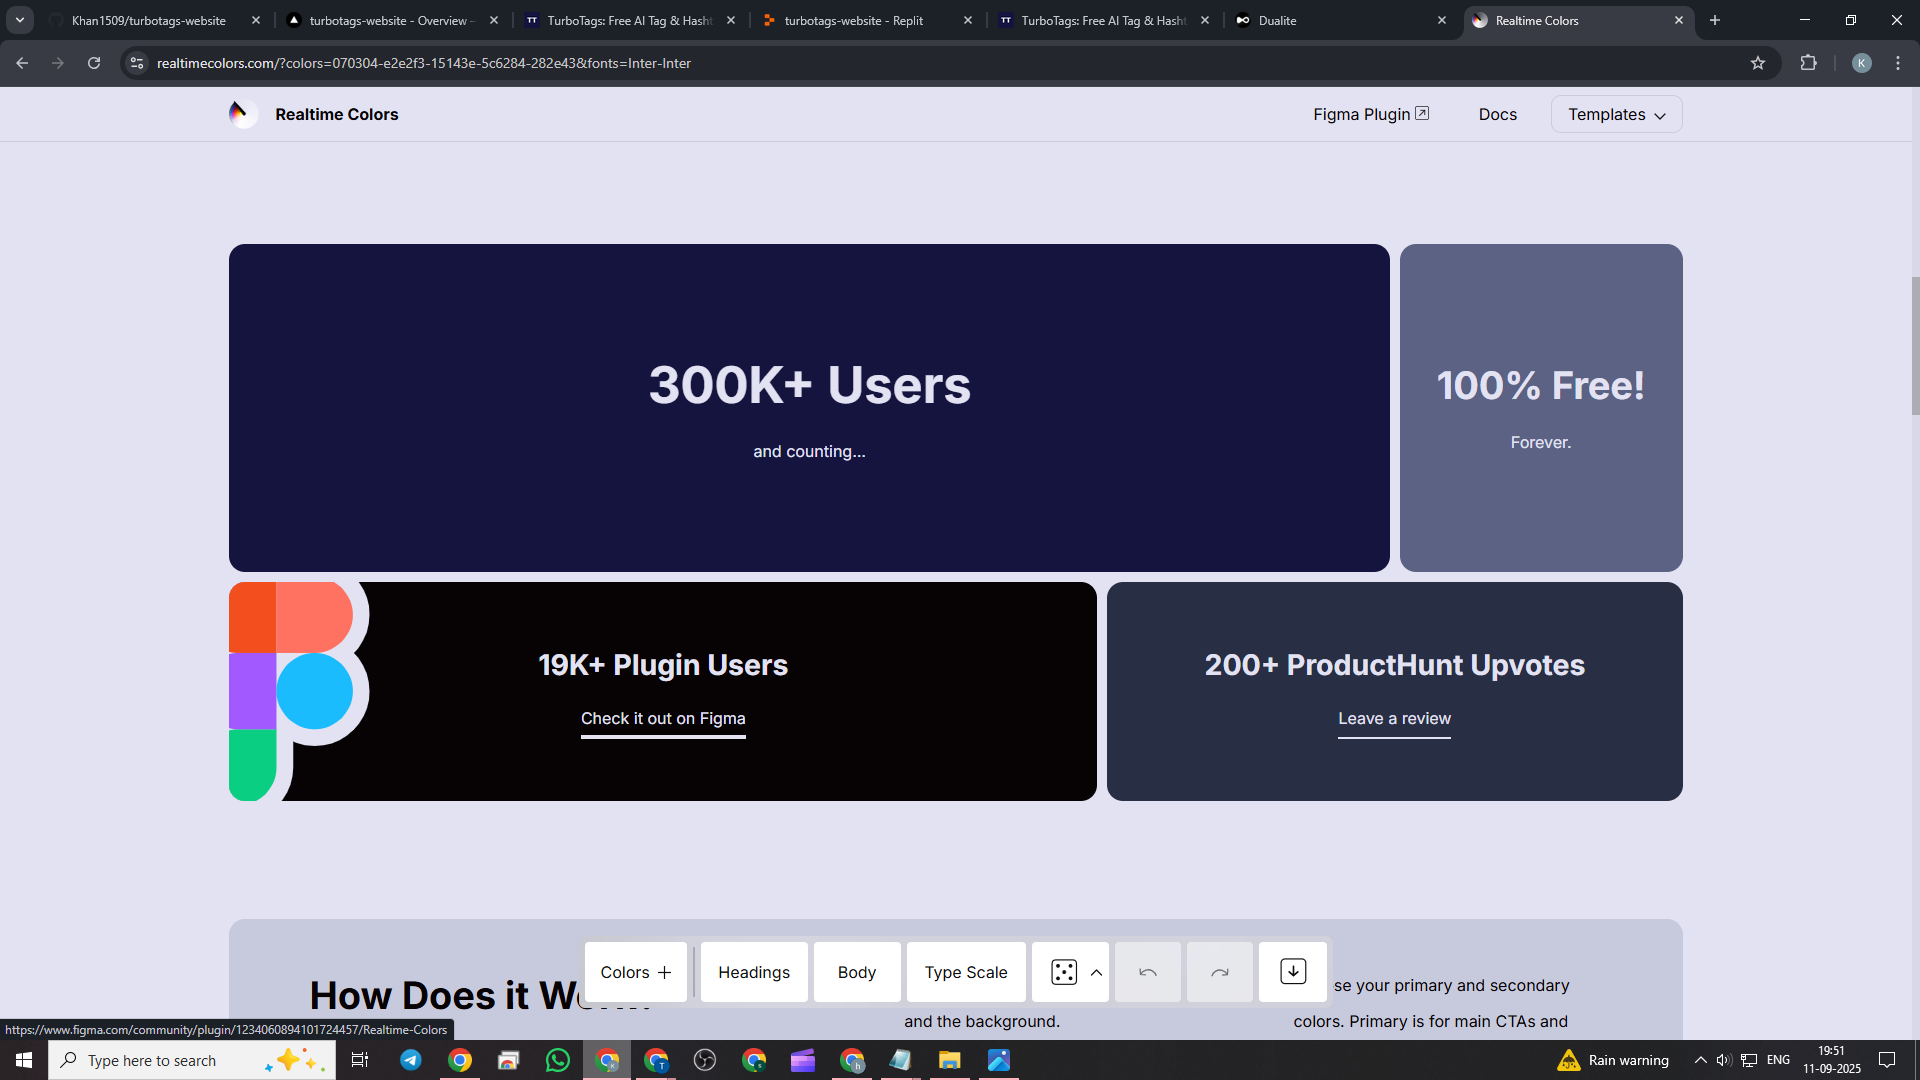 Khan1509/turbotags-website
turbotags-website - Overview -
TT
TurboTags: Free AI Tag & Hasht
turbotags-website - Replit
TT
TurboTags: Free AI Tag & Hasht
Dualite
Realtime Colors
realtimecolors.com/?colors=070304-e2e2f3-15143e-5c6284-282e43&fonts=Inter-Inter
K
Realtime Colors
Figma Plugin
Docs
Templates
300K+ Users
and counting...
100% Free!
Forever.
19K+ Plugin Users
Check it out on Figma
200+ ProductHunt Upvotes
Leave a review
Colors
Headings
Body
Type Scale
How Does it
se your primary and secondary
and the background.
colors. Primary is for main CTAs and
https://www.figma.com/community/plugin/1234060894101724457/Realtime-Colors
Type here to search
Rain warning
ENG
19:51
11-09-2025